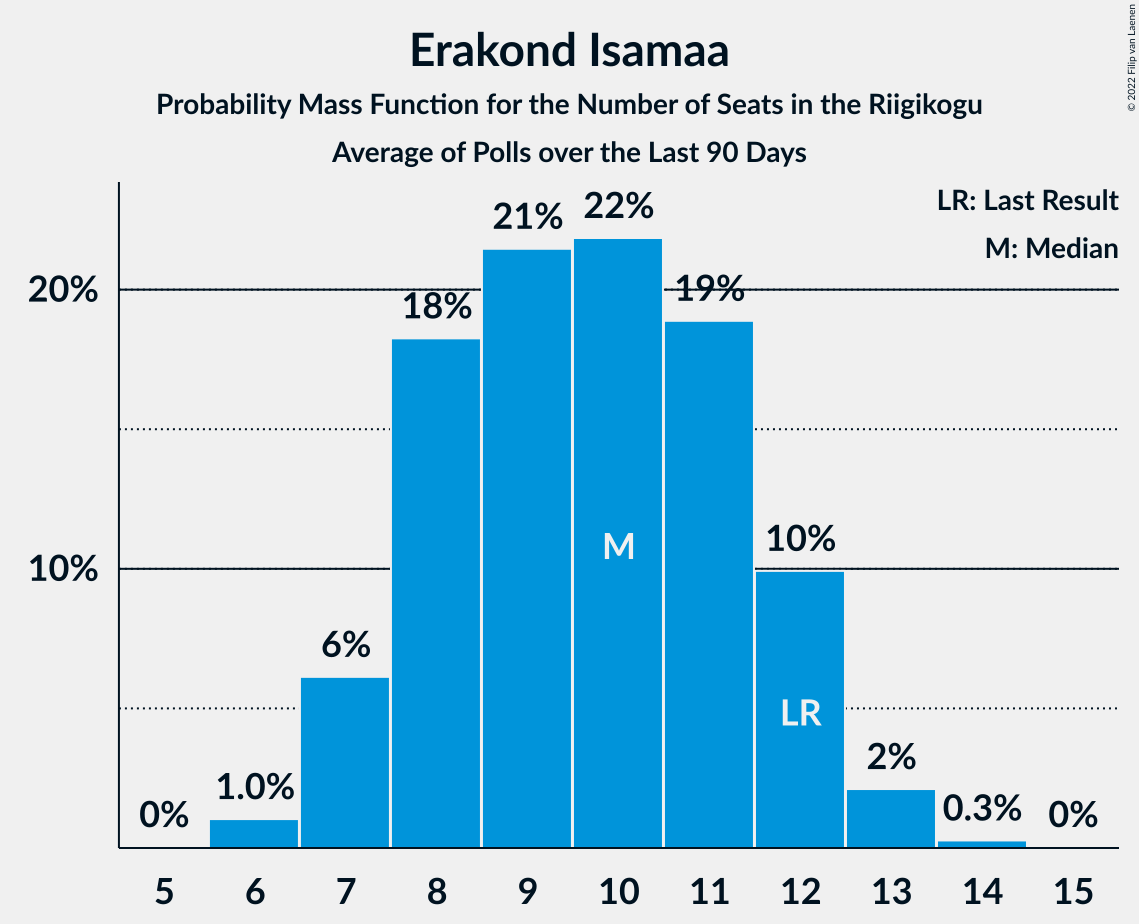 Erakond Isamaa
Probability Mass Function for the Number of Seats in the Riigikogu
Average of Polls over the Last 90 Days
© 2022 Filip van Laenen
LR: Last Result
M: Median
20%
10%
0%
1.0%
6%
18%
21%
22%
19%
10%
2%
0.3%
0%
M
LR
5 6 7 8 9 10 11 12 13 14 15